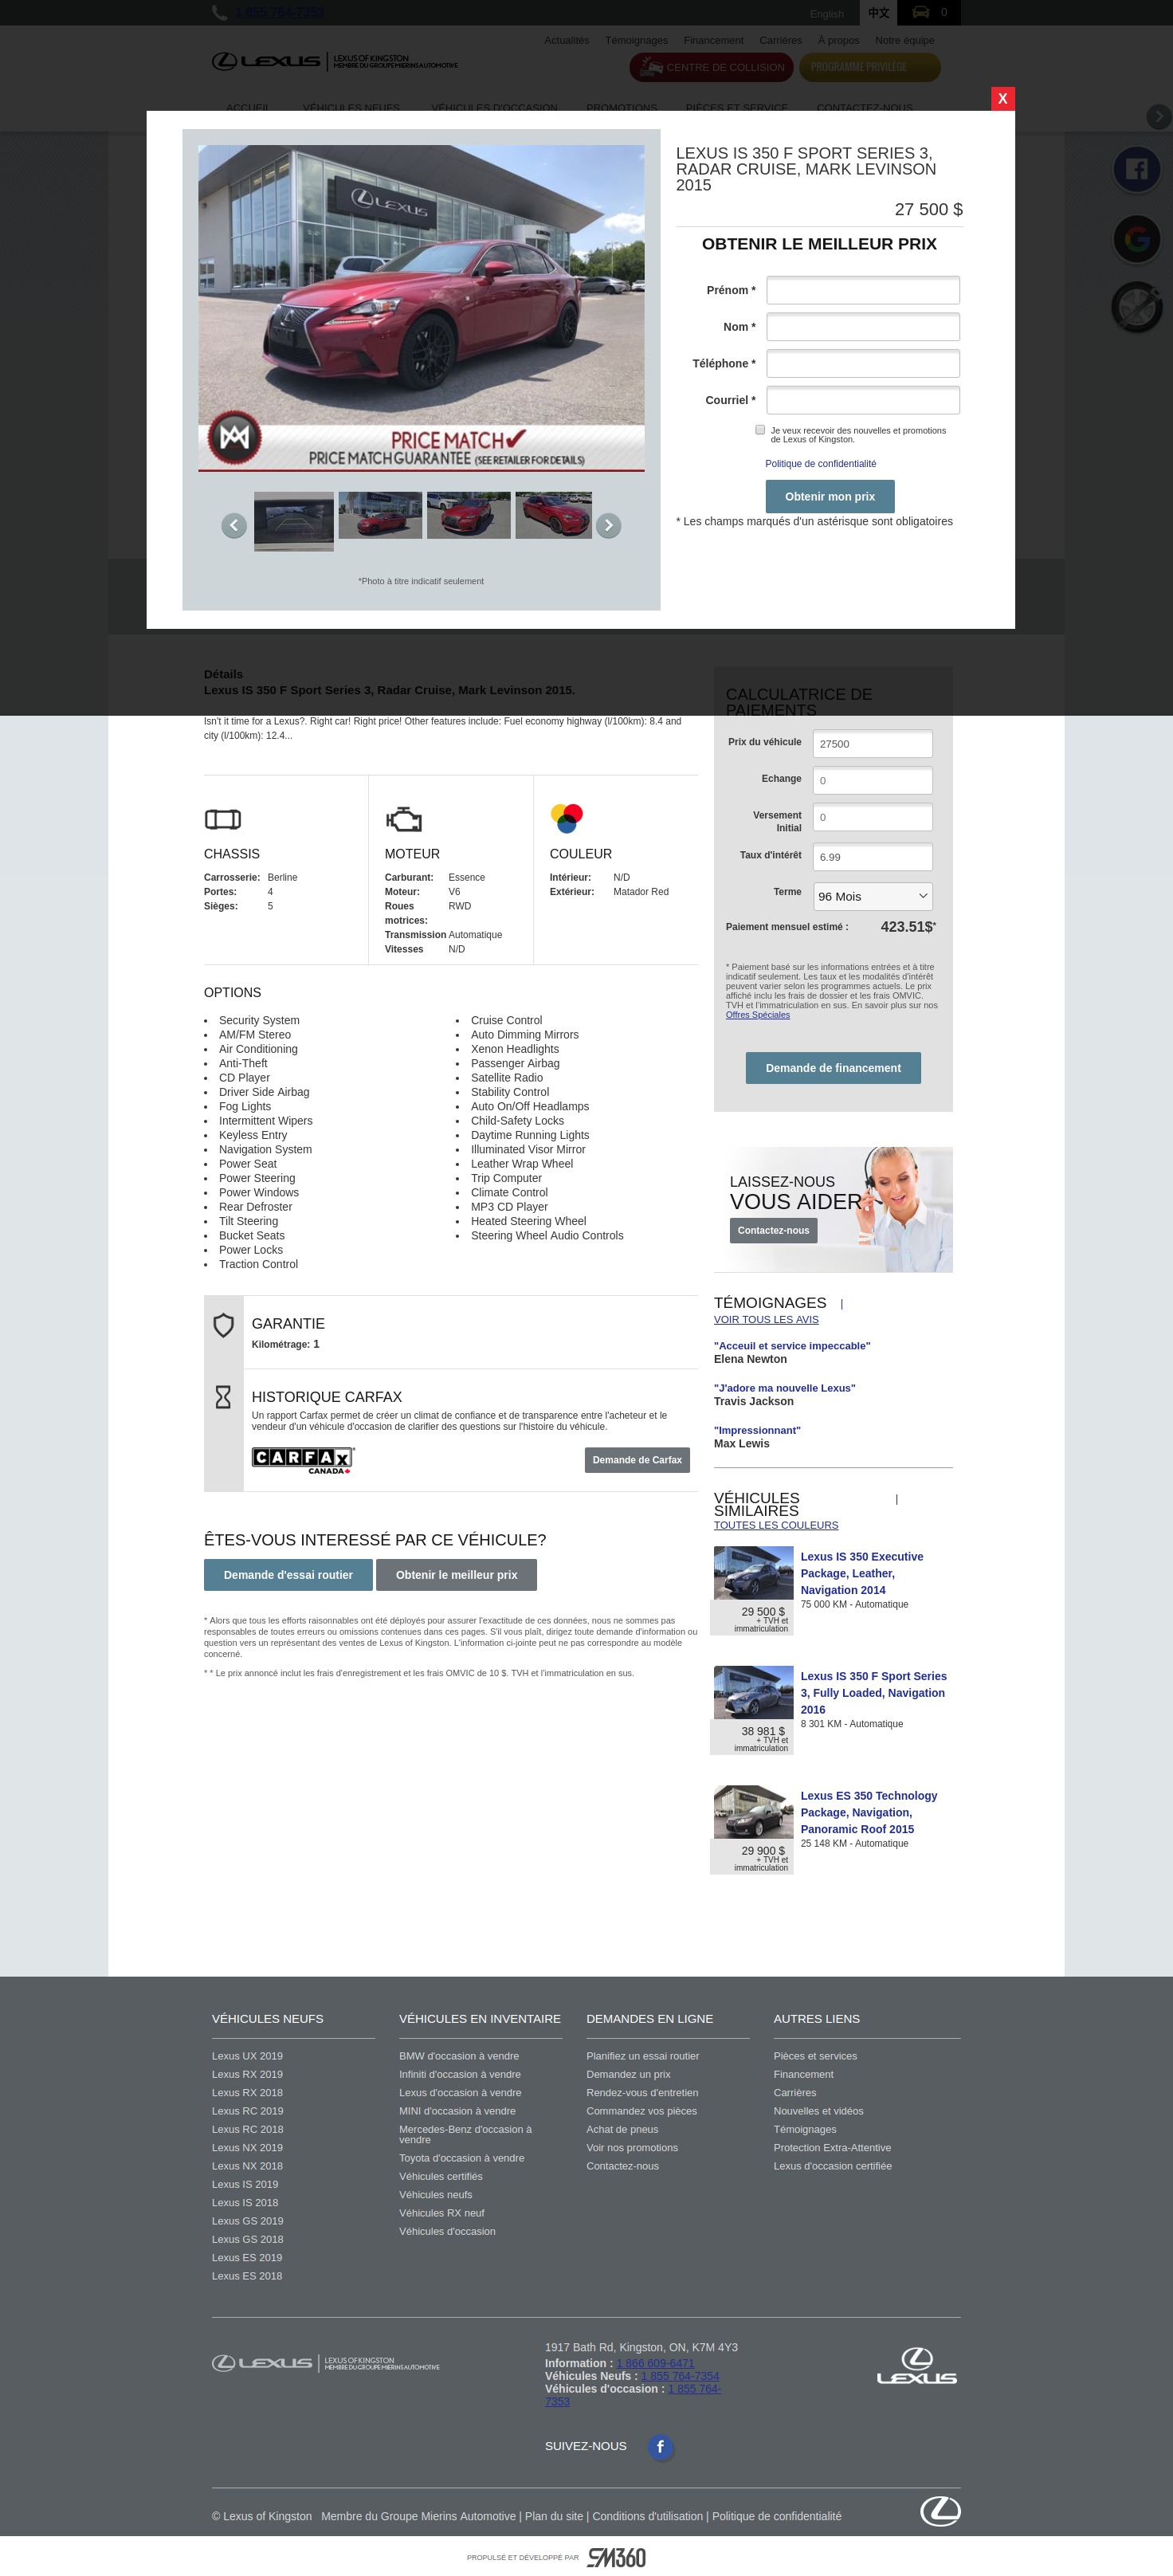 1 855 764-7353
English
中文
0
Actualités Témoignages Financement Carrières À propos Notre équipe
LEXUS
LEXUS OF KINGSTON
MEMBRE DU GROUPE MIERINS AUTOMOTIVE
CENTRE DE COLLISION
PROGRAMME PRIVILÈGE
ACCUEIL VÉHICULES NEUFS VÉHICULES D'OCCASION PROMOTIONS PIÈCES ET SERVICE CONTACTEZ-NOUS
X
LEXUS
PRICE MATCH
PRICE MATCH GUARANTEE (SEE RETAILER FOR DETAILS)
*Photo à titre indicatif seulement
LEXUS IS 350 F SPORT SERIES 3,
RADAR CRUISE, MARK LEVINSON
2015
27 500 $
OBTENIR LE MEILLEUR PRIX
Prénom *
Nom *
Téléphone *
Courriel *
Je veux recevoir des nouvelles et promotions
de Lexus of Kingston.
Politique de confidentialité
Obtenir mon prix
* Les champs marqués d'un astérisque sont obligatoires
Détails
Lexus IS 350 F Sport Series 3, Radar Cruise, Mark Levinson 2015.
Isn't it time for a Lexus?. Right car! Right price! Other features include: Fuel economy highway (l/100km): 8.4 and
city (l/100km): 12.4...
CHASSIS
Carrosserie: Berline
Portes: 4
Sièges: 5
MOTEUR
Carburant: Essence
Moteur: V6
Roues RWD
motrices:
Transmission Automatique
Vitesses N/D
COULEUR
Intérieur: N/D
Extérieur: Matador Red
OPTIONS
Security System
AM/FM Stereo
Air Conditioning
Anti-Theft
CD Player
Driver Side Airbag
Fog Lights
Intermittent Wipers
Keyless Entry
Navigation System
Power Seat
Power Steering
Power Windows
Rear Defroster
Tilt Steering
Bucket Seats
Power Locks
Traction Control
Cruise Control
Auto Dimming Mirrors
Xenon Headlights
Passenger Airbag
Satellite Radio
Stability Control
Auto On/Off Headlamps
Child-Safety Locks
Daytime Running Lights
Illuminated Visor Mirror
Leather Wrap Wheel
Trip Computer
Climate Control
MP3 CD Player
Heated Steering Wheel
Steering Wheel Audio Controls
GARANTIE
Kilométrage: 1
HISTORIQUE CARFAX
Un rapport Carfax permet de créer un climat de confiance et de transparence entre l'acheteur et le
vendeur d'un véhicule d'occasion de clarifier des questions sur l'histoire du véhicule.
CARFAX
CANADA
Demande de Carfax
ÊTES-VOUS INTERESSÉ PAR CE VÉHICULE?
Demande d'essai routier
Obtenir le meilleur prix
* Alors que tous les efforts raisonnables ont été déployés pour assurer l'exactitude de ces données, nous ne sommes pas
responsables de toutes erreurs ou omissions contenues dans ces pages. S'il vous plaît, dirigez toute demande d'information ou
question vers un représentant des ventes de Lexus of Kingston. L'information ci-jointe peut ne pas correspondre au modèle
concerné.
* * Le prix annoncé inclut les frais d'enregistrement et les frais OMVIC de 10 $. TVH et l'immatriculation en sus.
CALCULATRICE DE
PAIEMENTS
Prix du véhicule 27500
Echange 0
Versement 0
Initial
Taux d'intérêt 6.99
Terme 96 Mois
Paiement mensuel estimé : 423.51$*
* Paiement basé sur les informations entrées et à titre
indicatif seulement. Les taux et les modalités d'intérêt
peuvent varier selon les programmes actuels. Le prix
affiché inclu les frais de dossier et les frais OMVIC.
TVH et l'immatriculation en sus. En savoir plus sur nos
Offres Spéciales
Demande de financement
LAISSEZ-NOUS
VOUS AIDER
Contactez-nous
TÉMOIGNAGES |
VOIR TOUS LES AVIS
"Acceuil et service impeccable"
Elena Newton
"J'adore ma nouvelle Lexus"
Travis Jackson
"Impressionnant"
Max Lewis
VÉHICULES |
SIMILAIRES
TOUTES LES COULEURS
Lexus IS 350 Executive
Package, Leather,
Navigation 2014
75 000 KM - Automatique
29 500 $
+ TVH et
immatriculation
Lexus IS 350 F Sport Series
3, Fully Loaded, Navigation
2016
8 301 KM - Automatique
38 981 $
+ TVH et
immatriculation
Lexus ES 350 Technology
Package, Navigation,
Panoramic Roof 2015
25 148 KM - Automatique
29 900 $
+ TVH et
immatriculation
VÉHICULES NEUFS
Lexus UX 2019
Lexus RX 2019
Lexus RX 2018
Lexus RC 2019
Lexus RC 2018
Lexus NX 2019
Lexus NX 2018
Lexus IS 2019
Lexus IS 2018
Lexus GS 2019
Lexus GS 2018
Lexus ES 2019
Lexus ES 2018
VÉHICULES EN INVENTAIRE
BMW d'occasion à vendre
Infiniti d'occasion à vendre
Lexus d'occasion à vendre
MINI d'occasion à vendre
Mercedes-Benz d'occasion à
vendre
Toyota d'occasion à vendre
Véhicules certifiés
Véhicules neufs
Véhicules RX neuf
Véhicules d'occasion
DEMANDES EN LIGNE
Planifiez un essai routier
Demandez un prix
Rendez-vous d'entretien
Commandez vos pièces
Achat de pneus
Voir nos promotions
Contactez-nous
AUTRES LIENS
Pièces et services
Financement
Carrières
Nouvelles et vidéos
Témoignages
Protection Extra-Attentive
Lexus d'occasion certifiée
LEXUS
LEXUS OF KINGSTON
MEMBRE DU GROUPE MIERINS AUTOMOTIVE
1917 Bath Rd, Kingston, ON, K7M 4Y3
Information : 1 866 609-6471
Véhicules Neufs : 1 855 764-7354
Véhicules d'occasion : 1 855 764-
7353
LEXUS
SUIVEZ-NOUS
© Lexus of Kingston Membre du Groupe Mierins Automotive | Plan du site | Conditions d'utilisation | Politique de confidentialité
PROPULSÉ ET DÉVELOPPÉ PAR SM360